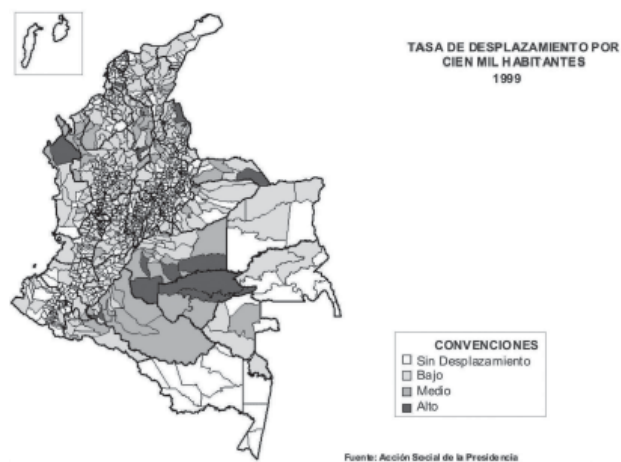 TASA DE DESPLAZAMIENTO POR
CIEN MIL HABITANTES
1999
CONVENCIONES
Sin Desplazamiento
Bajo
Medio
Alto
Fuente: Acción Social de la Presidencia